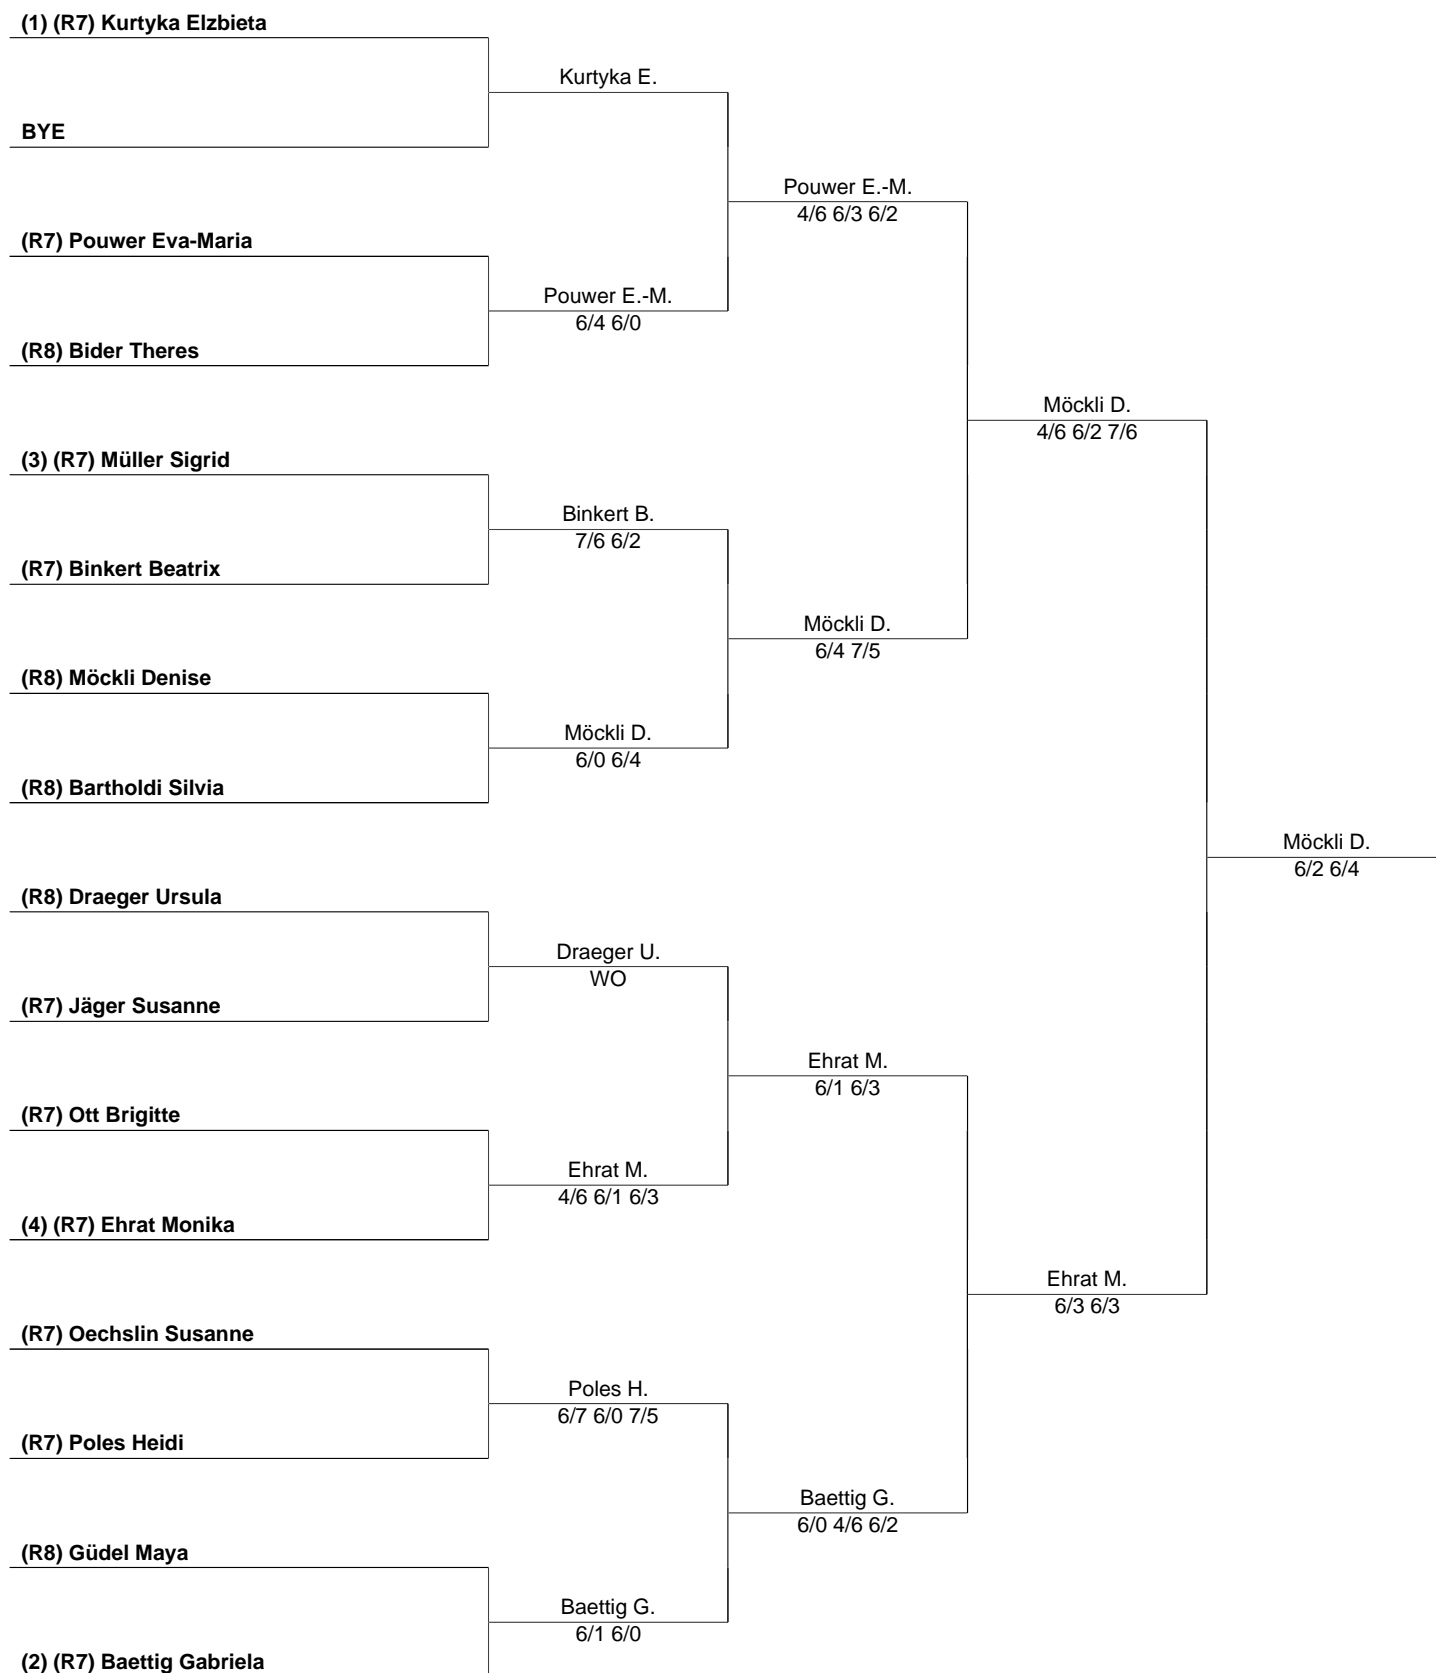 (1) (R7) Kurtyka Elzbieta
Kurtyka E.
BYE
Pouwer E.-M.
4/6 6/3 6/2
(R7) Pouwer Eva-Maria
Pouwer E.-M.
6/4 6/0
(R8) Bider Theres
Möckli D.
4/6 6/2 7/6
(3) (R7) Müller Sigrid
Binkert B.
7/6 6/2
(R7) Binkert Beatrix
Möckli D.
6/4 7/5
(R8) Möckli Denise
Möckli D.
6/0 6/4
(R8) Bartholdi Silvia
Möckli D.
6/2 6/4
(R8) Draeger Ursula
Draeger U.
WO
(R7) Jäger Susanne
Ehrat M.
6/1 6/3
(R7) Ott Brigitte
Ehrat M.
4/6 6/1 6/3
(4) (R7) Ehrat Monika
Ehrat M.
6/3 6/3
(R7) Oechslin Susanne
Poles H.
6/7 6/0 7/5
(R7) Poles Heidi
Baettig G.
6/0 4/6 6/2
(R8) Güdel Maya
Baettig G.
6/1 6/0
(2) (R7) Baettig Gabriela